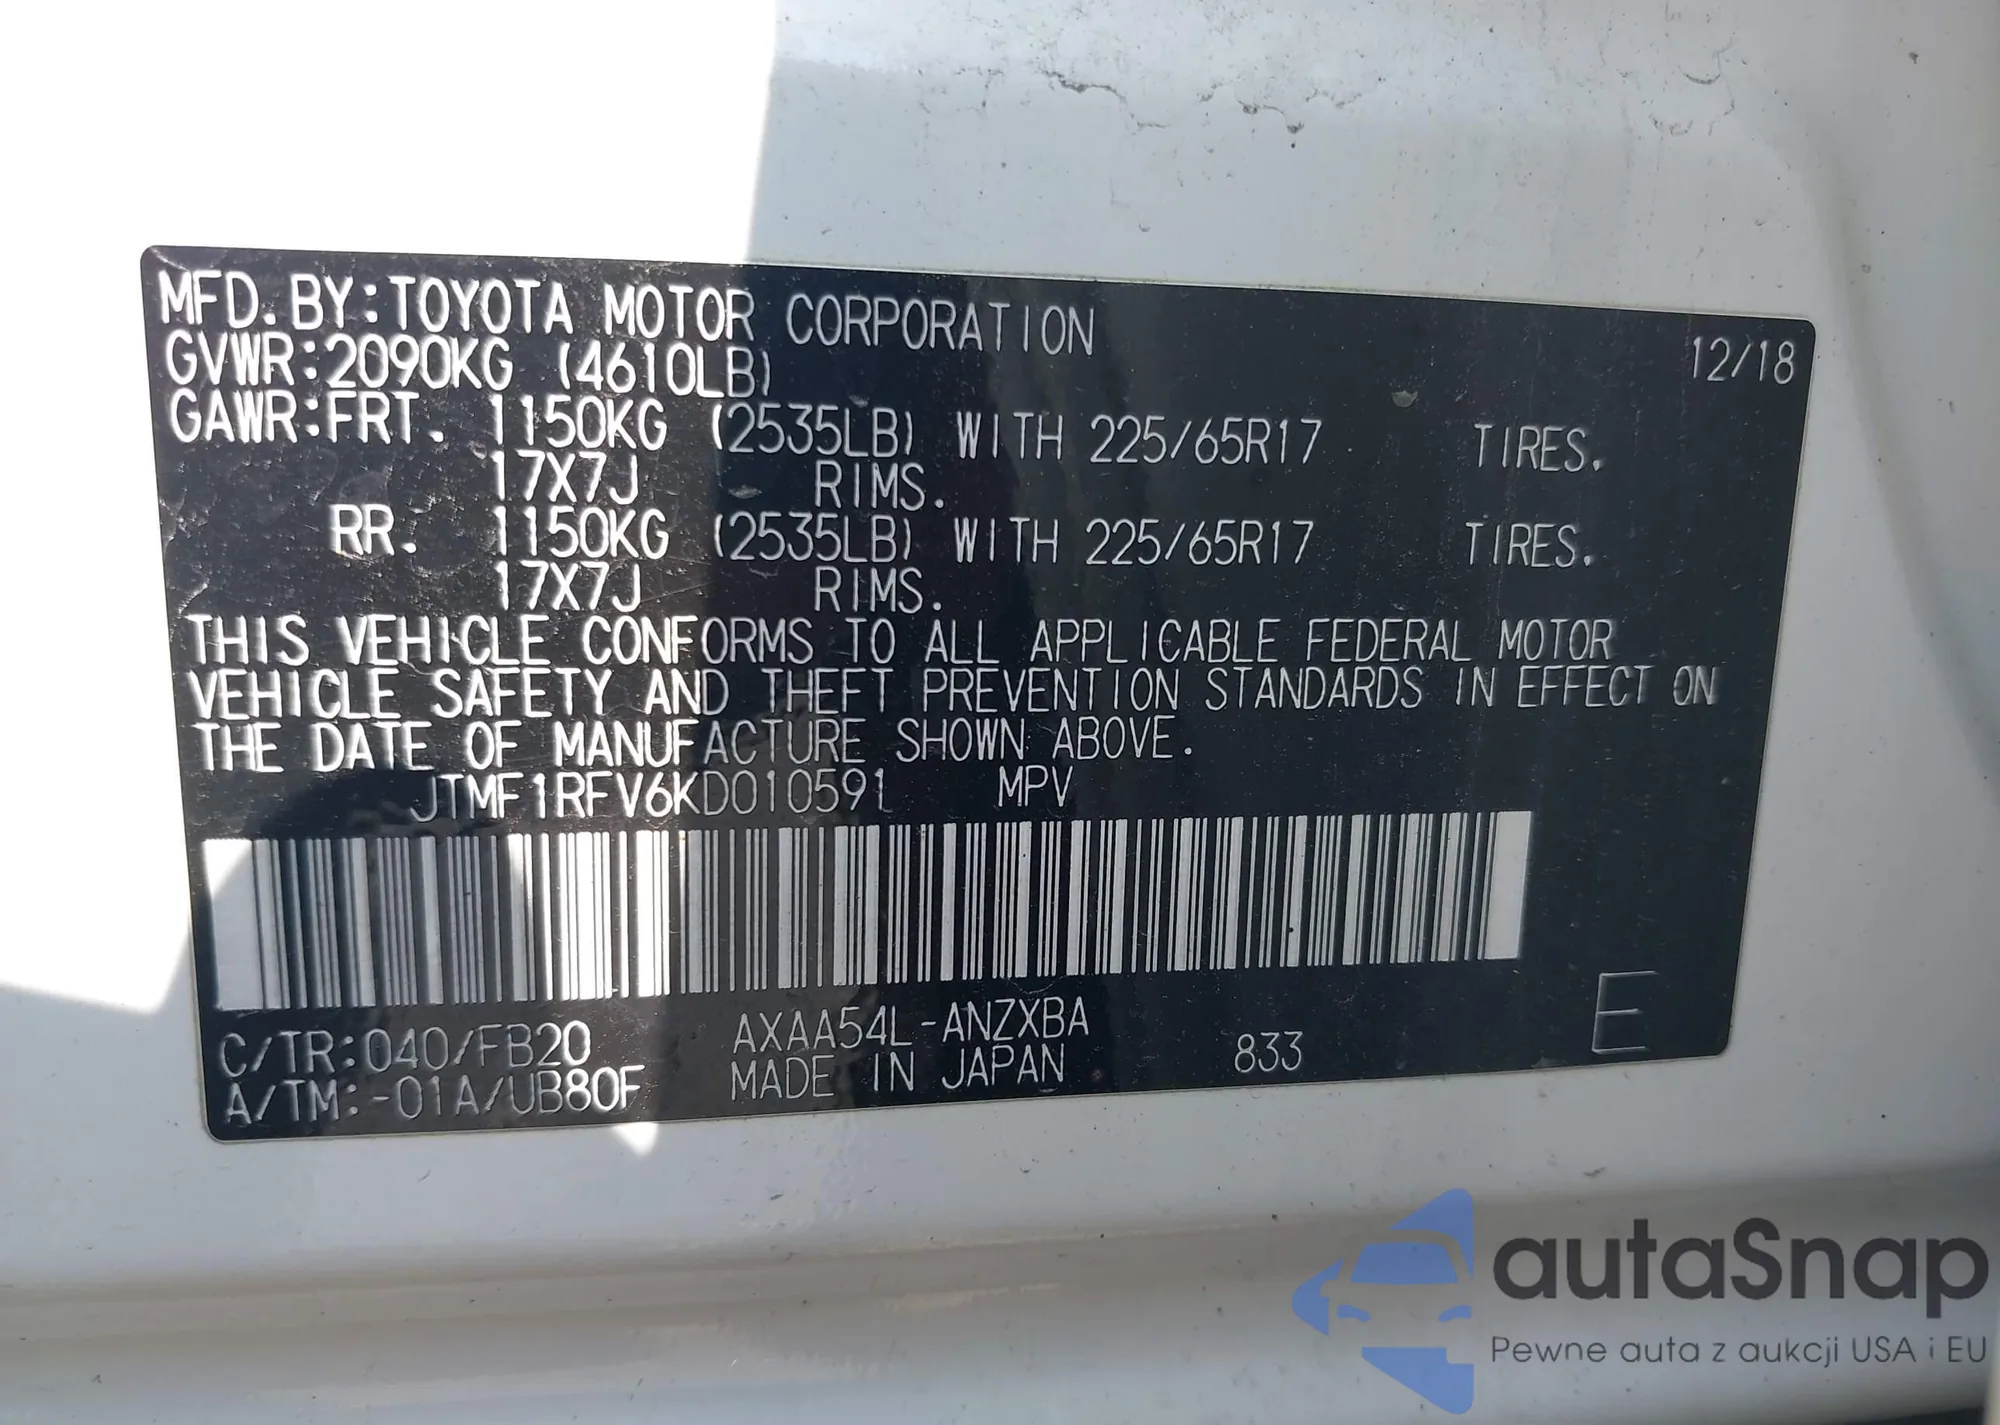 MFD. BY: TOYOTA MOTOR CORPORATION 12/18
GVWR: 2090KG (4610LB)
GAWR: FRT. 1150KG (2535LB) WITH 225/65R17 TIRES.
17X7J RIMS.
RR. 1150KG (2535LB) WITH 225/65R17 TIRES.
17X7J RIMS.
THIS VEHICLE CONFORMS TO ALL APPLICABLE FEDERAL MOTOR
VEHICLE SAFETY AND THEFT PREVENTION STANDARDS IN EFFECT ON
THE DATE OF MANUFACTURE SHOWN ABOVE.
JTMF1RFV6KD010591 MPV
C/TR: 040/FB20 AXAA54L-ANZXBA 833 E
A/TM: -01A/UB80F MADE IN JAPAN
autaSnap
Pewne auta z aukcji USA i EU